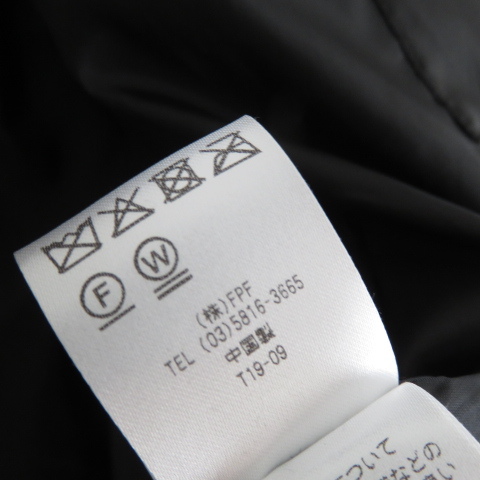 F
W
(株)FPF
TEL (03)5816-3665
中国製
T19-09
ついて
などの